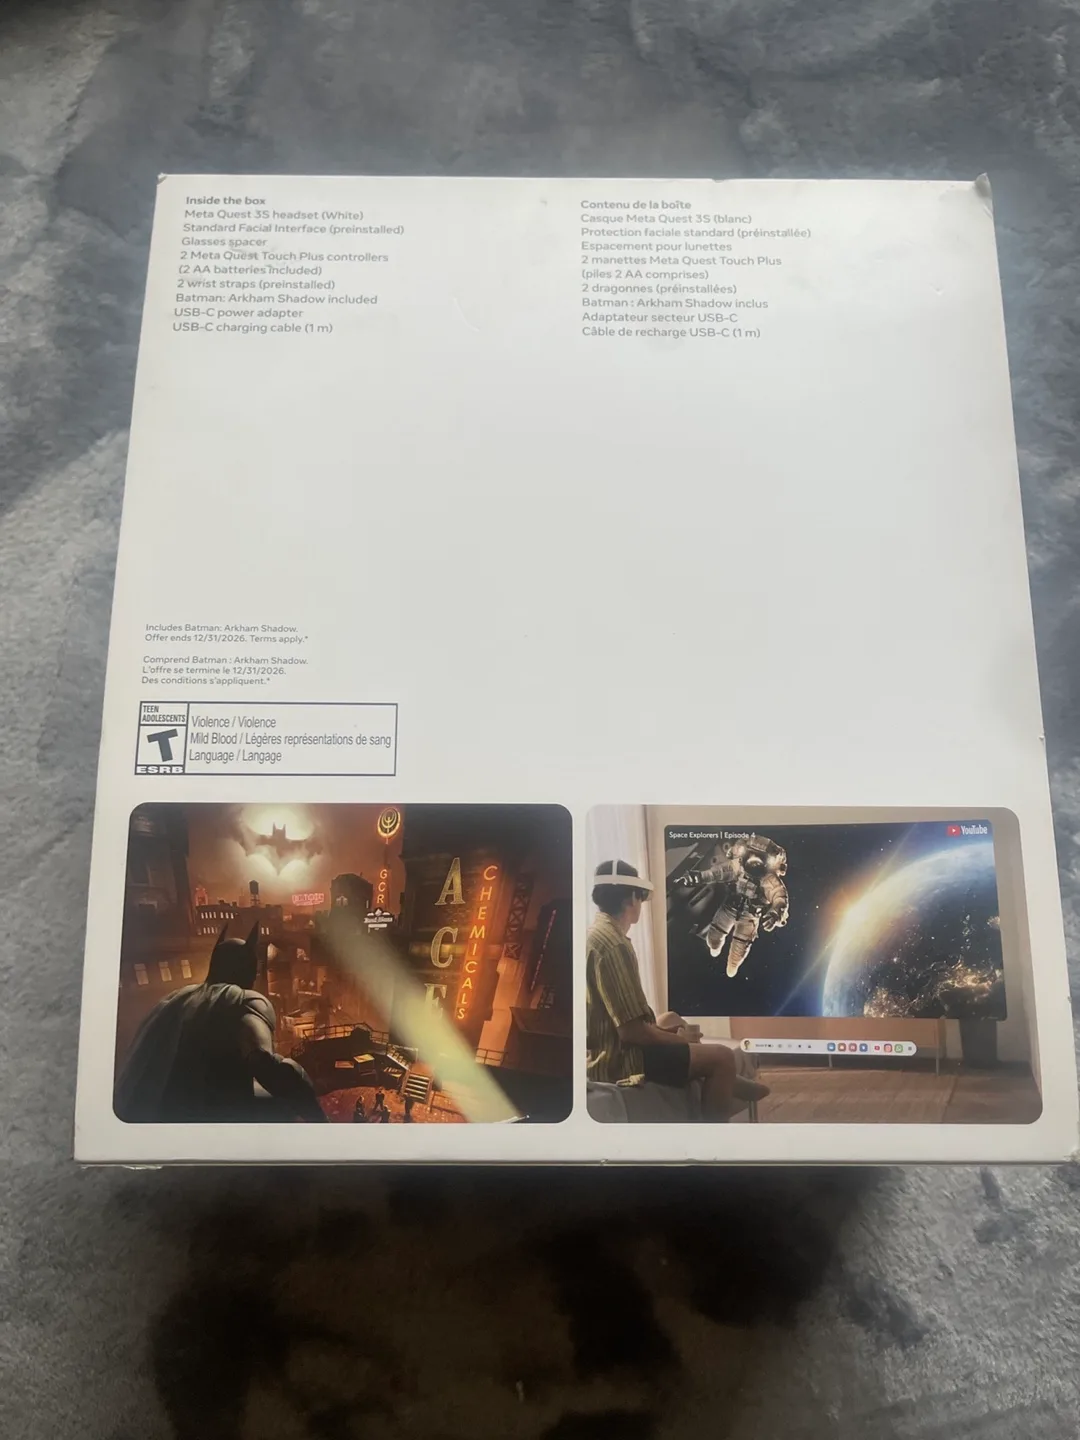 Inside the box
Meta Quest 3S headset (White)
Standard Facial Interface (preinstalled)
Glasses spacer
2 Meta Quest Touch Plus controllers
(2 AA batteries included)
2 wrist straps (preinstalled)
Batman: Arkham Shadow included
USB-C power adapter
USB-C charging cable (1 m)
Contenu de la boîte
Casque Meta Quest 3S (blanc)
Protection faciale standard (préinstallée)
Espacement pour lunettes
2 manettes Meta Quest Touch Plus
(piles 2 AA comprises)
2 dragonnes (préinstallées)
Batman : Arkham Shadow inclus
Adaptateur secteur USB-C
Câble de recharge USB-C (1 m)
Includes Batman: Arkham Shadow.
Offer ends 12/31/2026. Terms apply.*
Comprend Batman : Arkham Shadow.
L'offre se termine le 12/31/2026.
Des conditions s'appliquent.*
TEEN
ADOLESCENTS
T
ESRB
Violence / Violence
Mild Blood / Légères représentations de sang
Language / Langage
GCR
ACE
CHEMICALS
Space Explorers | Episode 4
YouTube